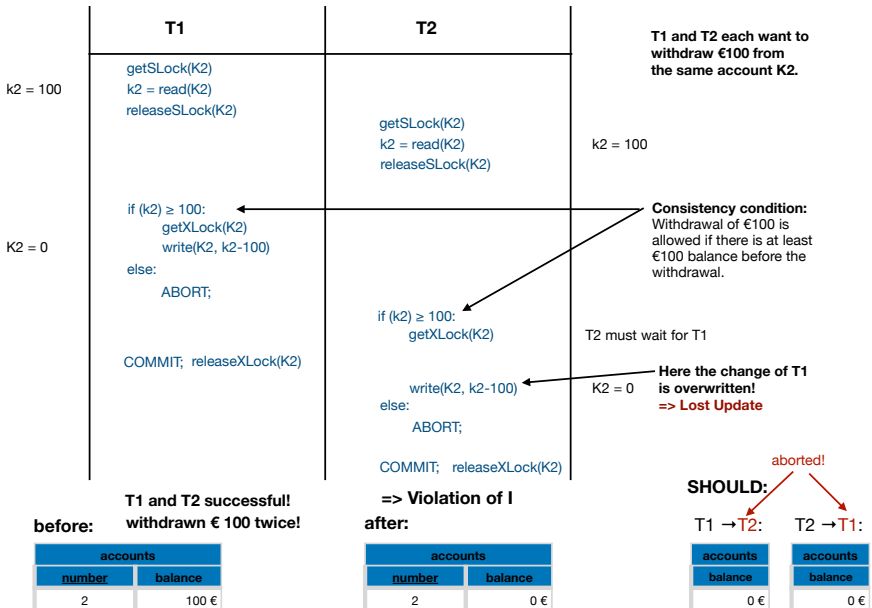 T1
T2
T1 and T2 each want to
withdraw €100 from
the same account K2.
k2 = 100
getSLock(K2)
k2 = read(K2)
releaseSLock(K2)
getSLock(K2)
k2 = read(K2)
releaseSLock(K2)
k2 = 100
if (k2) ≥ 100:
getXLock(K2)
write(K2, k2-100)
else:
ABORT;
K2 = 0
Consistency condition:
Withdrawal of €100 is
allowed if there is at least
€100 balance before the
withdrawal.
if (k2) ≥ 100:
getXLock(K2)
T2 must wait for T1
COMMIT; releaseXLock(K2)
Here the change of T1
is overwritten!
=> Lost Update
write(K2, k2-100)
K2 = 0
else:
ABORT;
COMMIT; releaseXLock(K2)
aborted!
SHOULD:
T1 and T2 successful!
withdrawn € 100 twice!
=> Violation of I
T1 →T2:
T2 →T1:
before:
after:
accounts
number balance
2 100 €
accounts
number balance
2 0 €
accounts
balance
0 €
accounts
balance
0 €